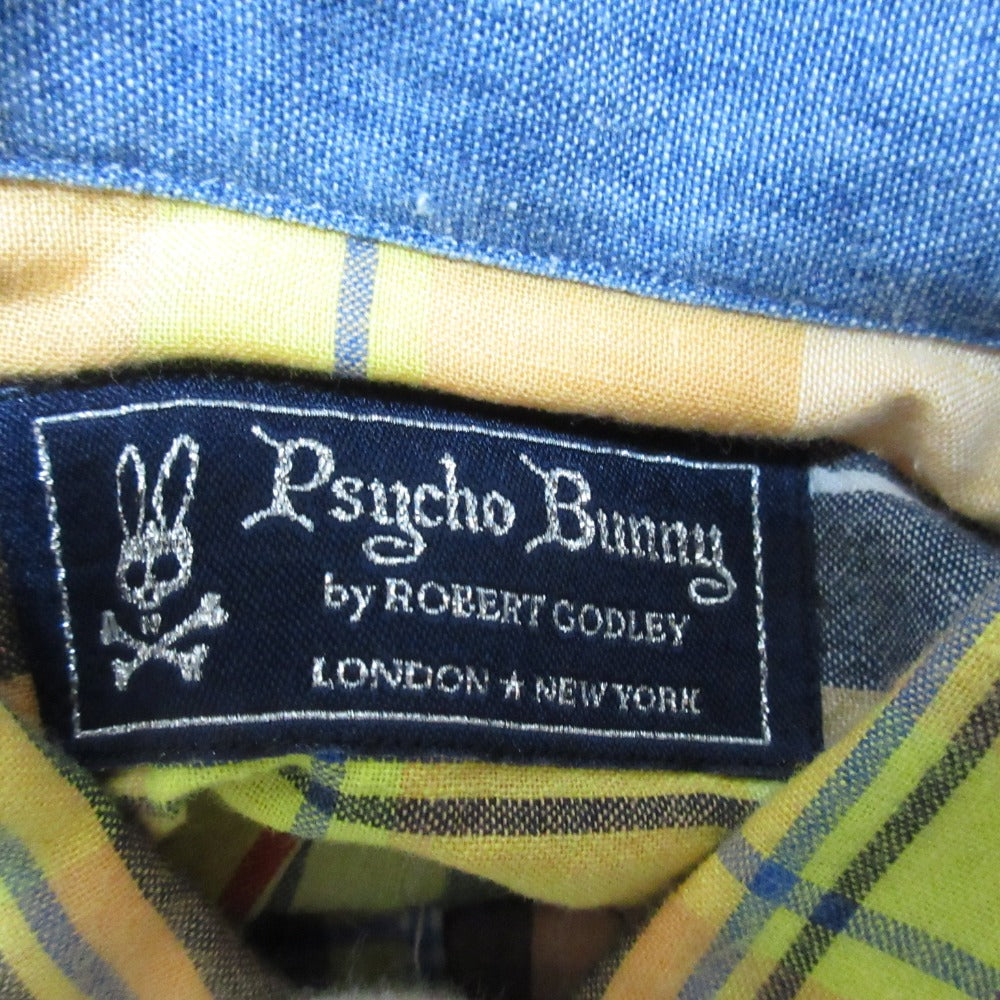 Psycho Bunny
by ROBERT GODLEY
LONDON ★ NEW YORK